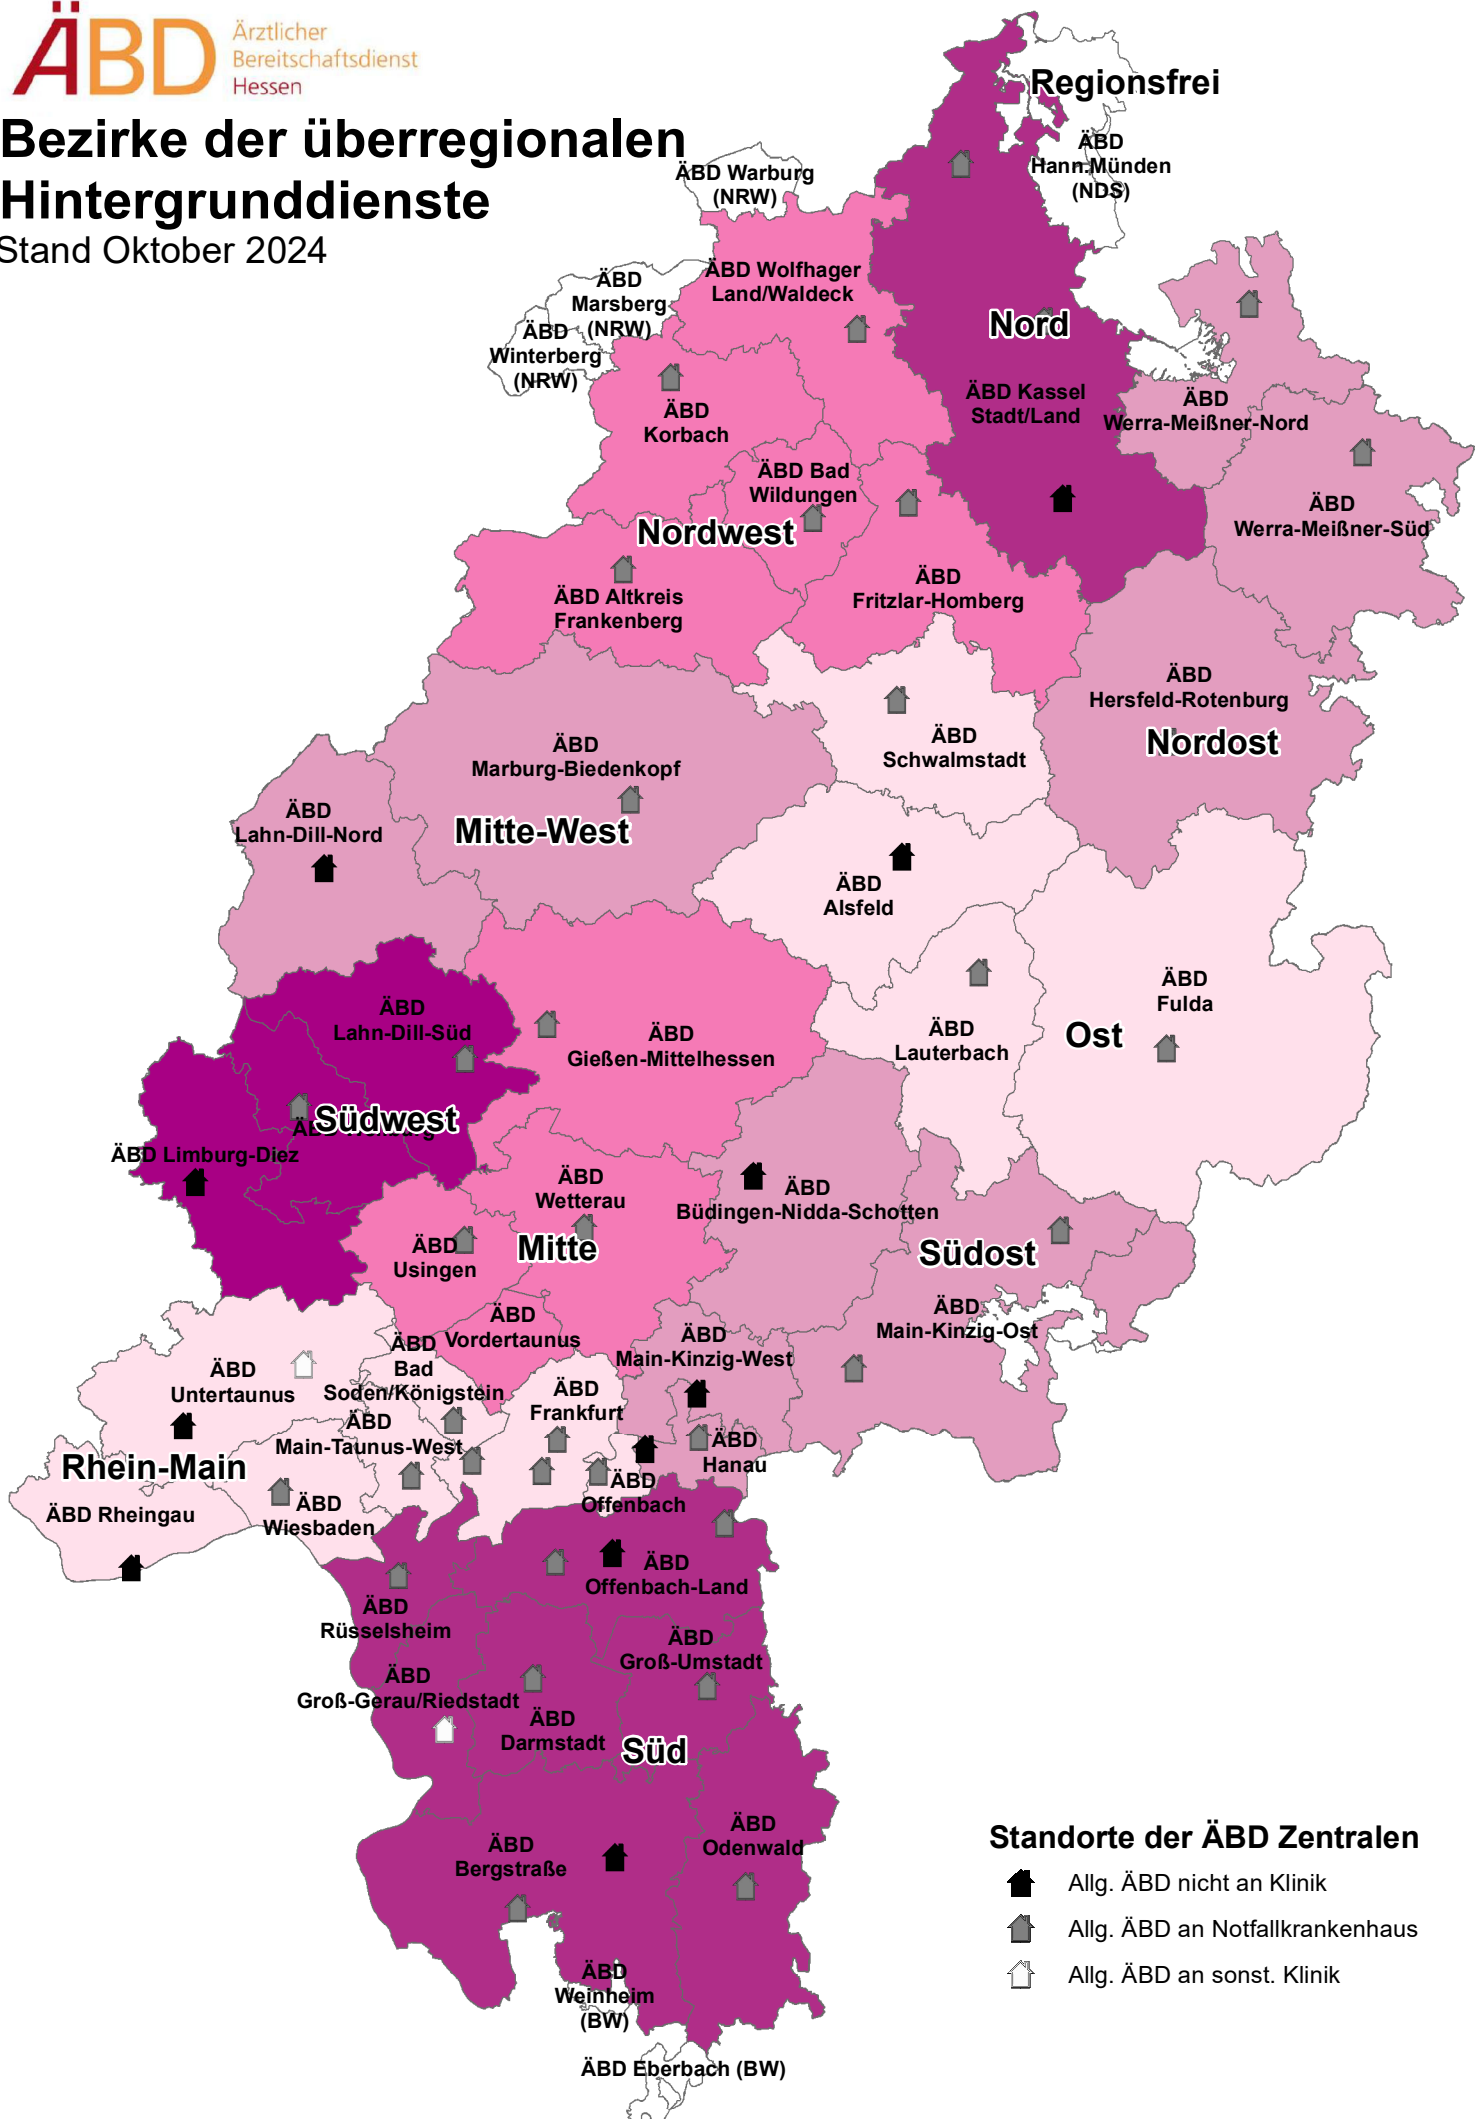 ÄBD
Ärztlicher
Bereitschaftsdienst
Hessen
Bezirke der überregionalen
Hintergrunddienste
Stand Oktober 2024
Regionsfrei
ÄBD
Hann.Münden
(NDS)
ÄBD Warburg
(NRW)
ÄBD
Marsberg
(NRW)
ÄBD
Winterberg
(NRW)
ÄBD Wolfhager
Land/Waldeck
Nord
ÄBD Kassel
Stadt/Land
ÄBD
Werra-Meißner-Nord
ÄBD
Korbach
ÄBD Bad
Wildungen
ÄBD
Werra-Meißner-Süd
Nordwest
ÄBD Altkreis
Frankenberg
ÄBD
Fritzlar-Homberg
ÄBD
Hersfeld-Rotenburg
Nordost
ÄBD
Schwalmstadt
ÄBD
Marburg-Biedenkopf
Mitte-West
ÄBD
Lahn-Dill-Nord
ÄBD
Alsfeld
ÄBD
Fulda
Ost
ÄBD
Lauterbach
ÄBD
Lahn-Dill-Süd
ÄBD
Gießen-Mittelhessen
Südwest
ÄBD
ÄBD Limburg-Diez
ÄBD
Wetterau
ÄBD
Büdingen-Nidda-Schotten
Mitte
ÄBD
Usingen
Südost
ÄBD
Main-Kinzig-Ost
ÄBD
Vordertaunus
ÄBD
Bad
Soden/Königstein
ÄBD
Main-Kinzig-West
ÄBD
Untertaunus
ÄBD
Frankfurt
ÄBD
Main-Taunus-West
Rhein-Main
ÄBD
Hanau
ÄBD
Offenbach
ÄBD Rheingau
ÄBD
Wiesbaden
ÄBD
Offenbach-Land
ÄBD
Rüsselsheim
ÄBD
Groß-Umstadt
ÄBD
Groß-Gerau/Riedstadt
ÄBD
Darmstadt
Süd
ÄBD
Odenwald
ÄBD
Bergstraße
ÄBD
Weinheim
(BW)
ÄBD Eberbach (BW)
Standorte der ÄBD Zentralen
Allg. ÄBD nicht an Klinik
Allg. ÄBD an Notfallkrankenhaus
Allg. ÄBD an sonst. Klinik